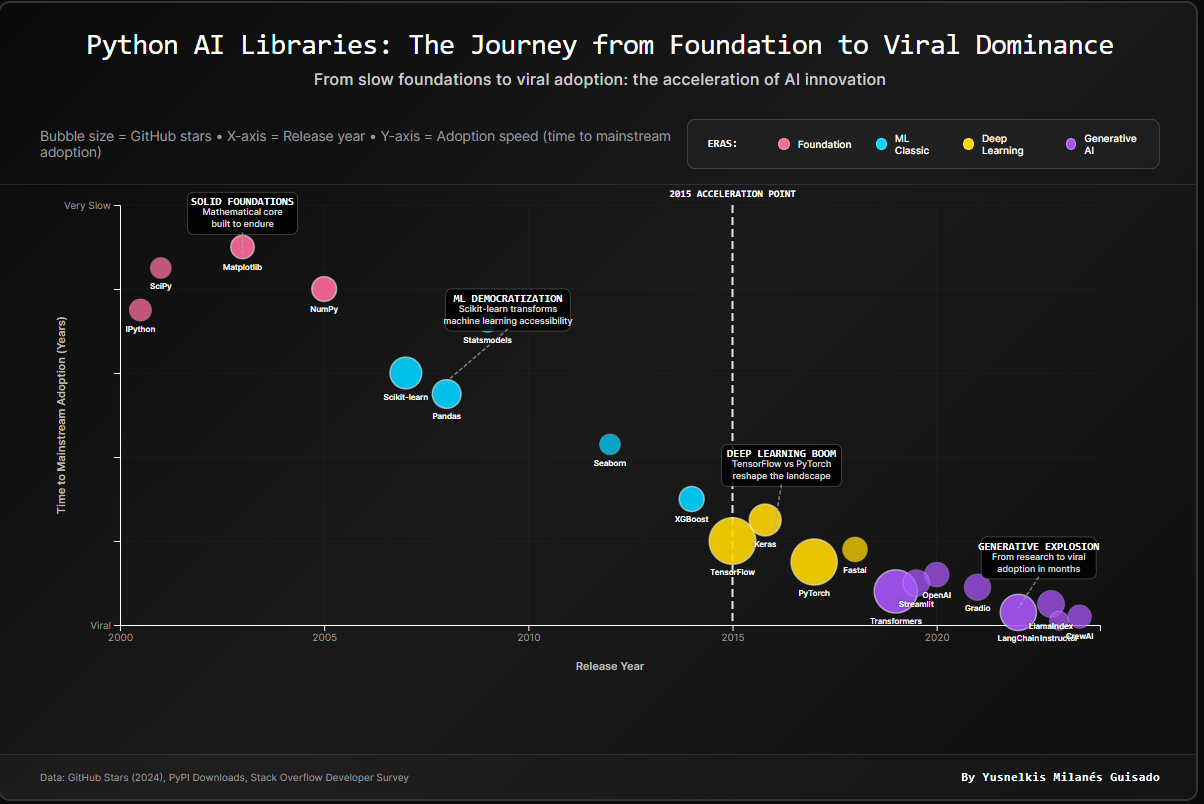 Python AI Libraries: The Journey from Foundation to Viral Dominance
From slow foundations to viral adoption: the acceleration of AI innovation
Bubble size = GitHub stars • X-axis = Release year • Y-axis = Adoption speed (time to mainstream
adoption)
ERAS:
Foundation
ML
Classic
Deep
Learning
Generative
AI
2015 ACCELERATION POINT
Very Slow
SOLID FOUNDATIONS
Mathematical core
built to endure
Matplotlib
SciPy
IPython
NumPy
ML DEMOCRATIZATION
Scikit-learn transforms
machine learning accessibility
Statsmodels
Scikit-learn
Pandas
Time to Mainstream Adoption (Years)
Seaborn
DEEP LEARNING BOOM
TensorFlow vs PyTorch
reshape the landscape
XGBoost
Keras
TensorFlow
Fastai
PyTorch
GENERATIVE EXPLOSION
From research to viral
adoption in months
OpenAI
Streamlit
Gradio
Transformers
LlamaIndex
LangChain
Instructor
CrewAI
Viral
2000
2005
2010
2015
2020
Release Year
Data: GitHub Stars (2024), PyPI Downloads, Stack Overflow Developer Survey
By Yusnelkis Milanés Guisado